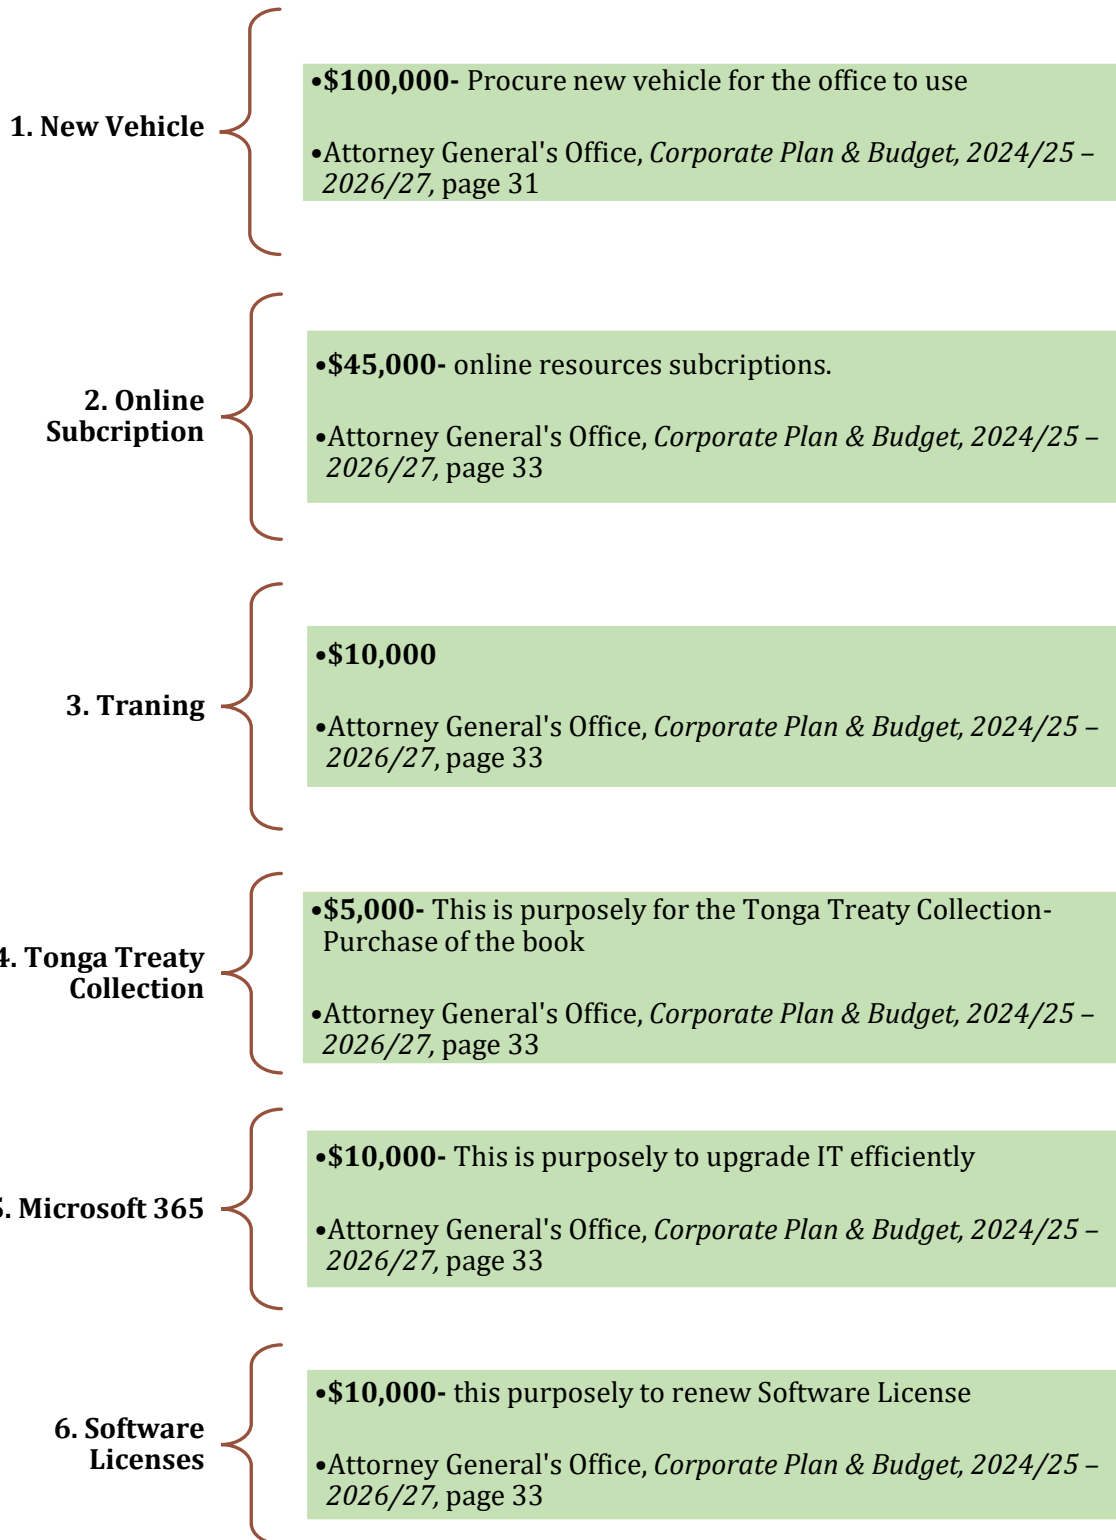 1. New Vehicle
•$100,000- Procure new vehicle for the office to use
•Attorney General's Office, Corporate Plan & Budget, 2024/25 –
2026/27, page 31
2. Online
Subcription
•$45,000- online resources subcriptions.
•Attorney General's Office, Corporate Plan & Budget, 2024/25 –
2026/27, page 33
3. Traning
•$10,000
•Attorney General's Office, Corporate Plan & Budget, 2024/25 –
2026/27, page 33
4. Tonga Treaty
Collection
•$5,000- This is purposely for the Tonga Treaty Collection-
Purchase of the book
•Attorney General's Office, Corporate Plan & Budget, 2024/25 –
2026/27, page 33
5. Microsoft 365
•$10,000- This is purposely to upgrade IT efficiently
•Attorney General's Office, Corporate Plan & Budget, 2024/25 –
2026/27, page 33
6. Software
Licenses
•$10,000- this purposely to renew Software License
•Attorney General's Office, Corporate Plan & Budget, 2024/25 –
2026/27, page 33